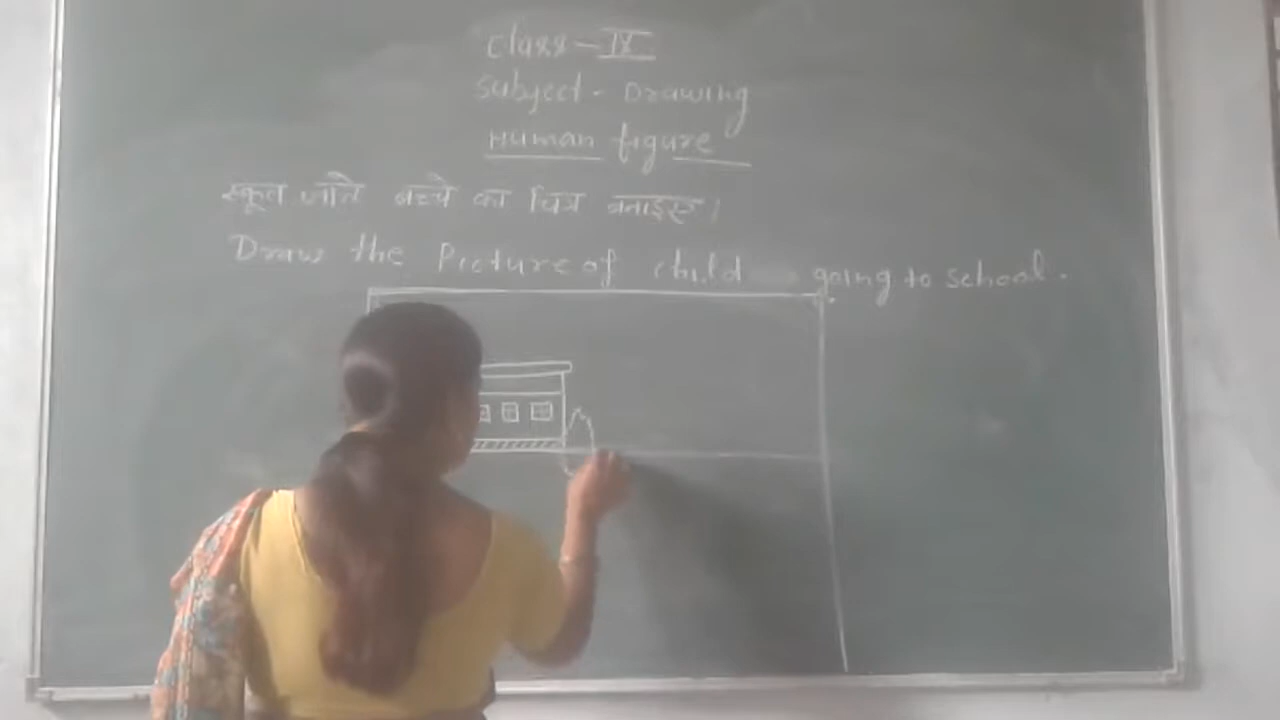 Class - IX
Subject - Drawing
Human figure
स्कूल जाते बच्चे का चित्र बनाइए।
Draw the Picture of child going to school.